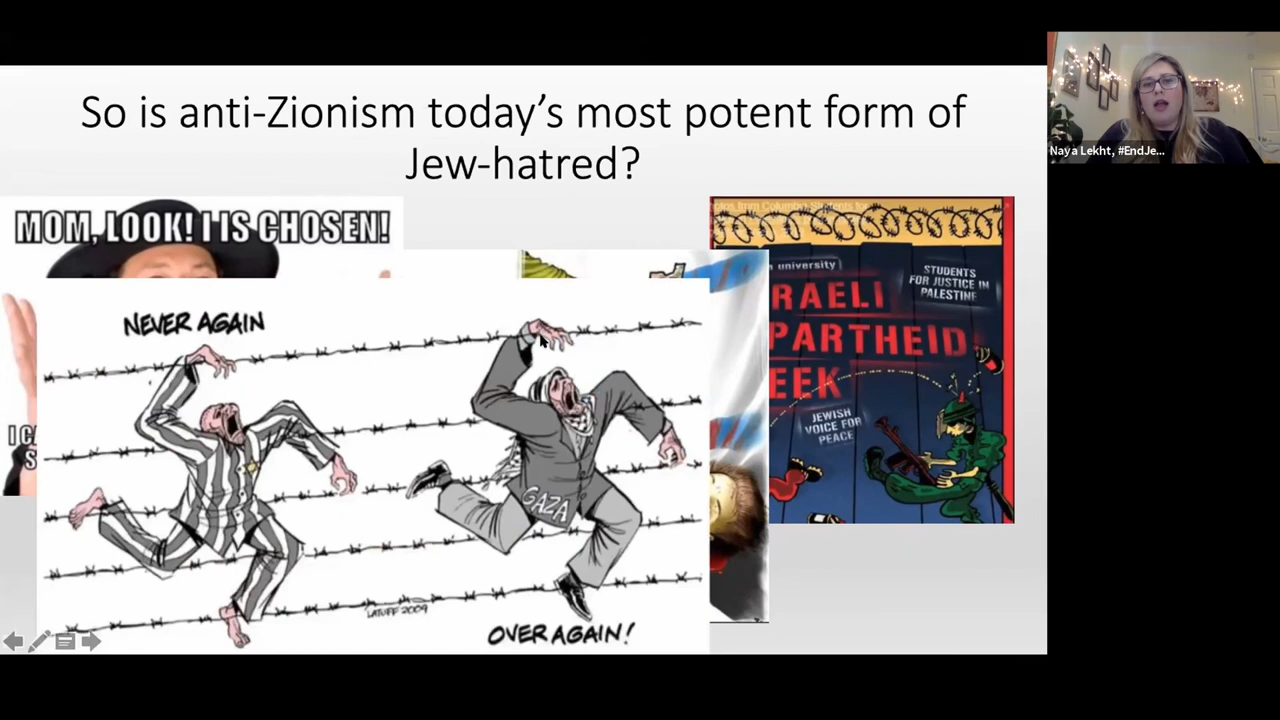 So is anti-Zionism today's most potent form of
Jew-hatred?
MOM, LOOK! I IS CHOSEN!
NEVER AGAIN
GAZA
LATUFF 2009
OVER AGAIN!
university
STUDENTS
FOR JUSTICE IN
PALESTINE
RAELI
PARTHEID
EEK
JEWISH
VOICE FOR
PEACE
Naya Lekht, #EndJe...